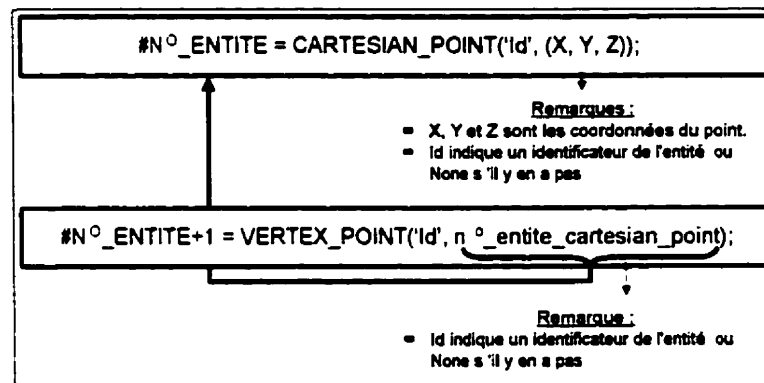 #N°_ENTITE = CARTESIAN_POINT('Id', (X, Y, Z));
Remarques :
= X, Y et Z sont les coordonnées du point.
= Id indique un identificateur de l'entité ou
None s 'il y en a pas
#N°_ENTITE+1 = VERTEX_POINT('Id', n °_entite_cartesian_point);
Remarque :
= Id indique un identificateur de l'entité ou
None s 'il y en a pas